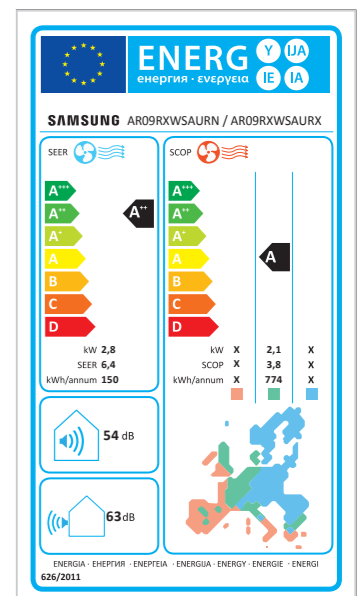 ENERG Y IJA
енергия · ενεργεια IE IA
SAMSUNG AR09RXWSAURN / AR09RXWSAURX
SEER
A+++
A++
A+
A
B
C
D
A++
kW 2,8
SEER 6,4
kWh/annum 150
SCOP
A+++
A++
A+
A
B
C
D
A
kW X 2,1 X
SCOP X 3,8 X
kWh/annum X 774 X
54 dB
63 dB
ENERGIA · ЕНЕРГИЯ · ΕΝΕΡΓΕΙΑ · ENERGIJA · ENERGY · ENERGIE · ENERGI
626/2011